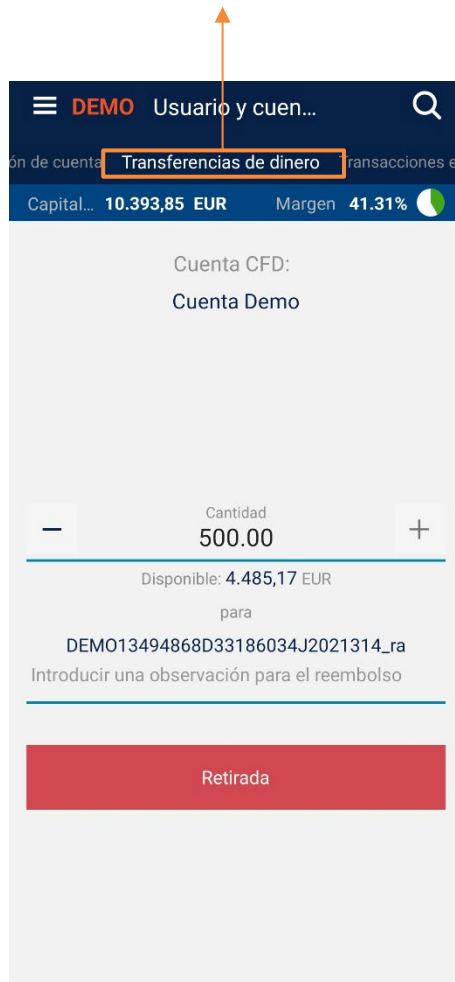 DEMO Usuario y cuen...
ón de cuenta Transferencias de dinero Transacciones e
Capital... 10.393,85 EUR Margen 41.31%
Cuenta CFD:
Cuenta Demo
Cantidad
500.00
Disponible: 4.485,17 EUR
para
DEMO13494868D33186034J2021314_ra
Introducir una observación para el reembolso
Retirada